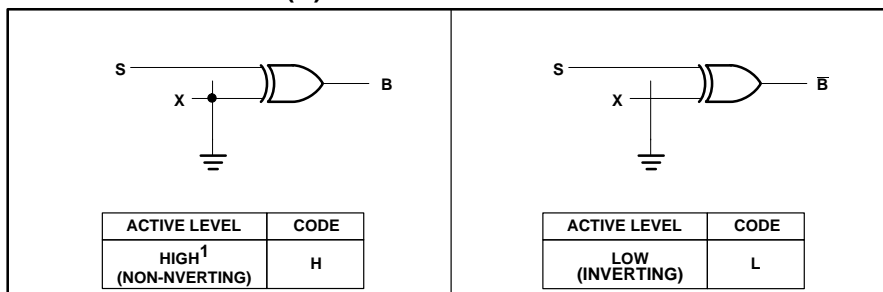 S
X
B
ACTIVE LEVEL CODE
HIGH1 H
(NON-NVERTING)
S
X
B̅
ACTIVE LEVEL CODE
LOW L
(INVERTING)